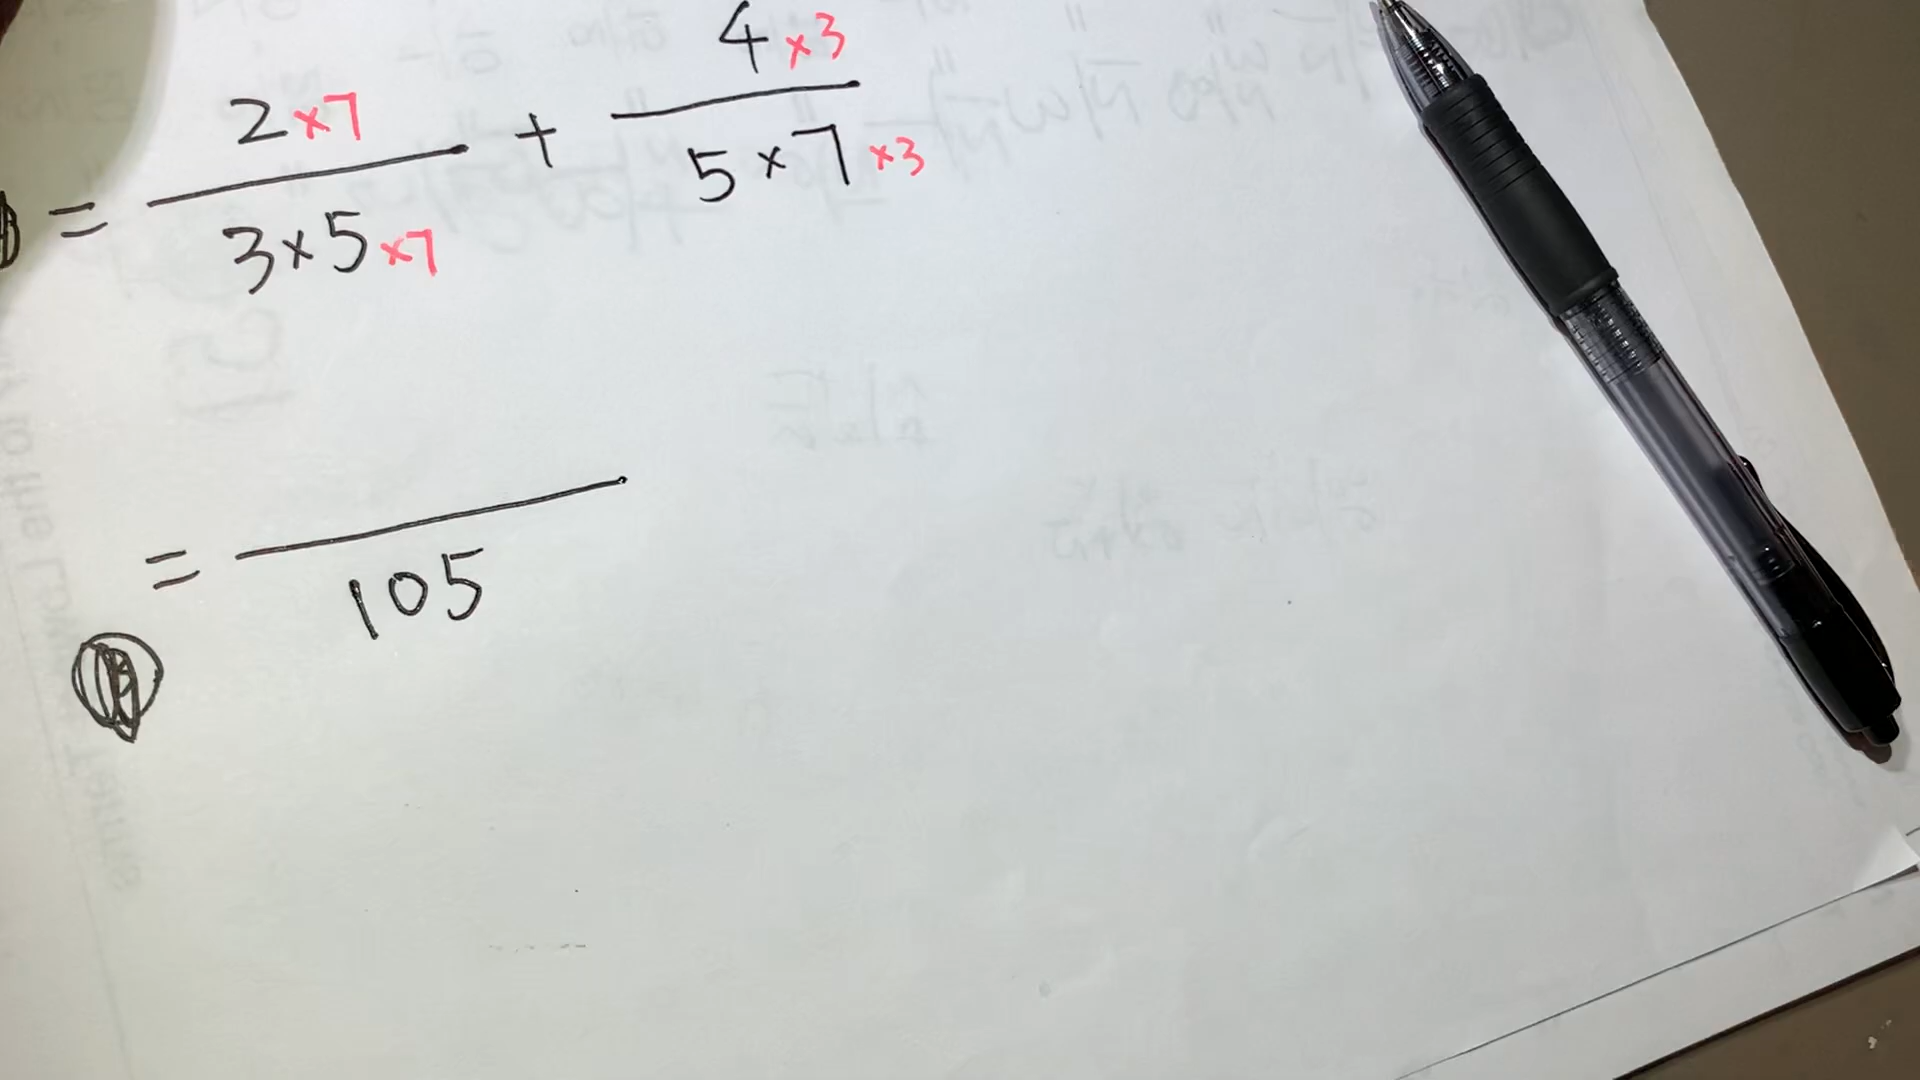 = 2×7 / 3×5×7 + 4×3 / 5×7×3
= / 105